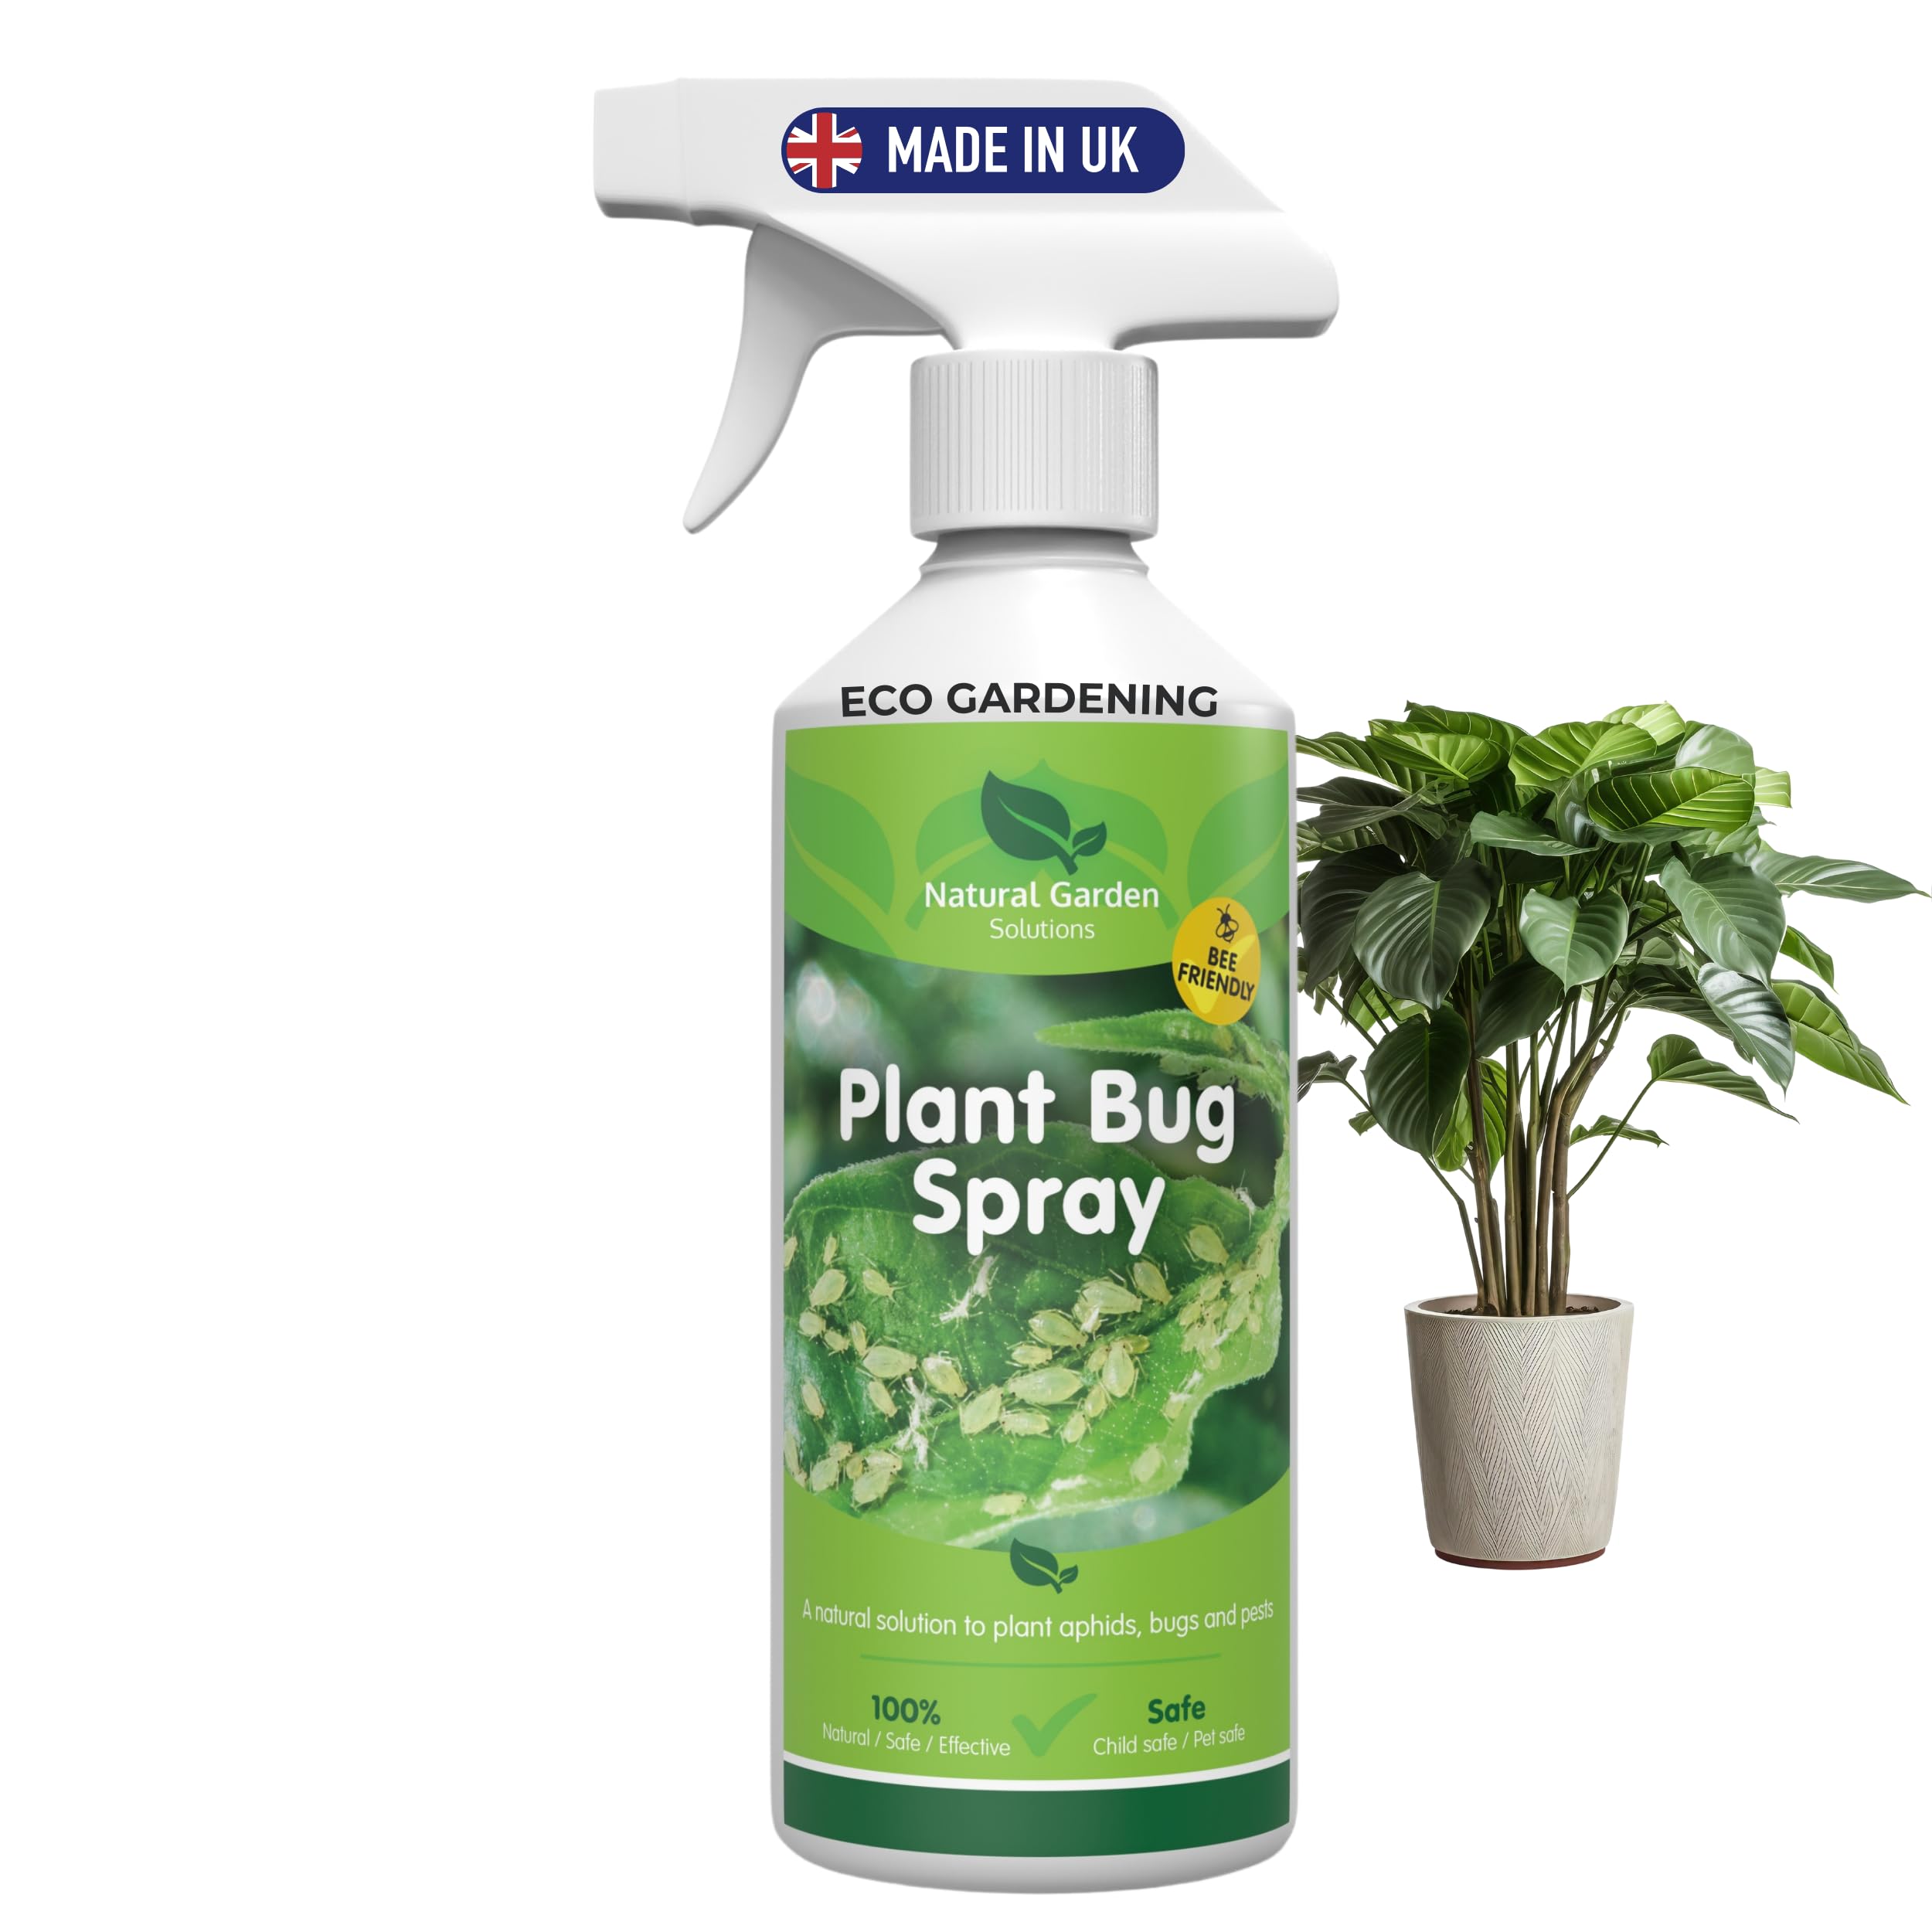 MADE IN UK
ECO GARDENING
Natural Garden
Solutions
BEE
FRIENDLY
Plant Bug
Spray
A natural solution to plant aphids, bugs and pests
100%
Natural / Safe / Effective
Safe
Child safe / Pet safe